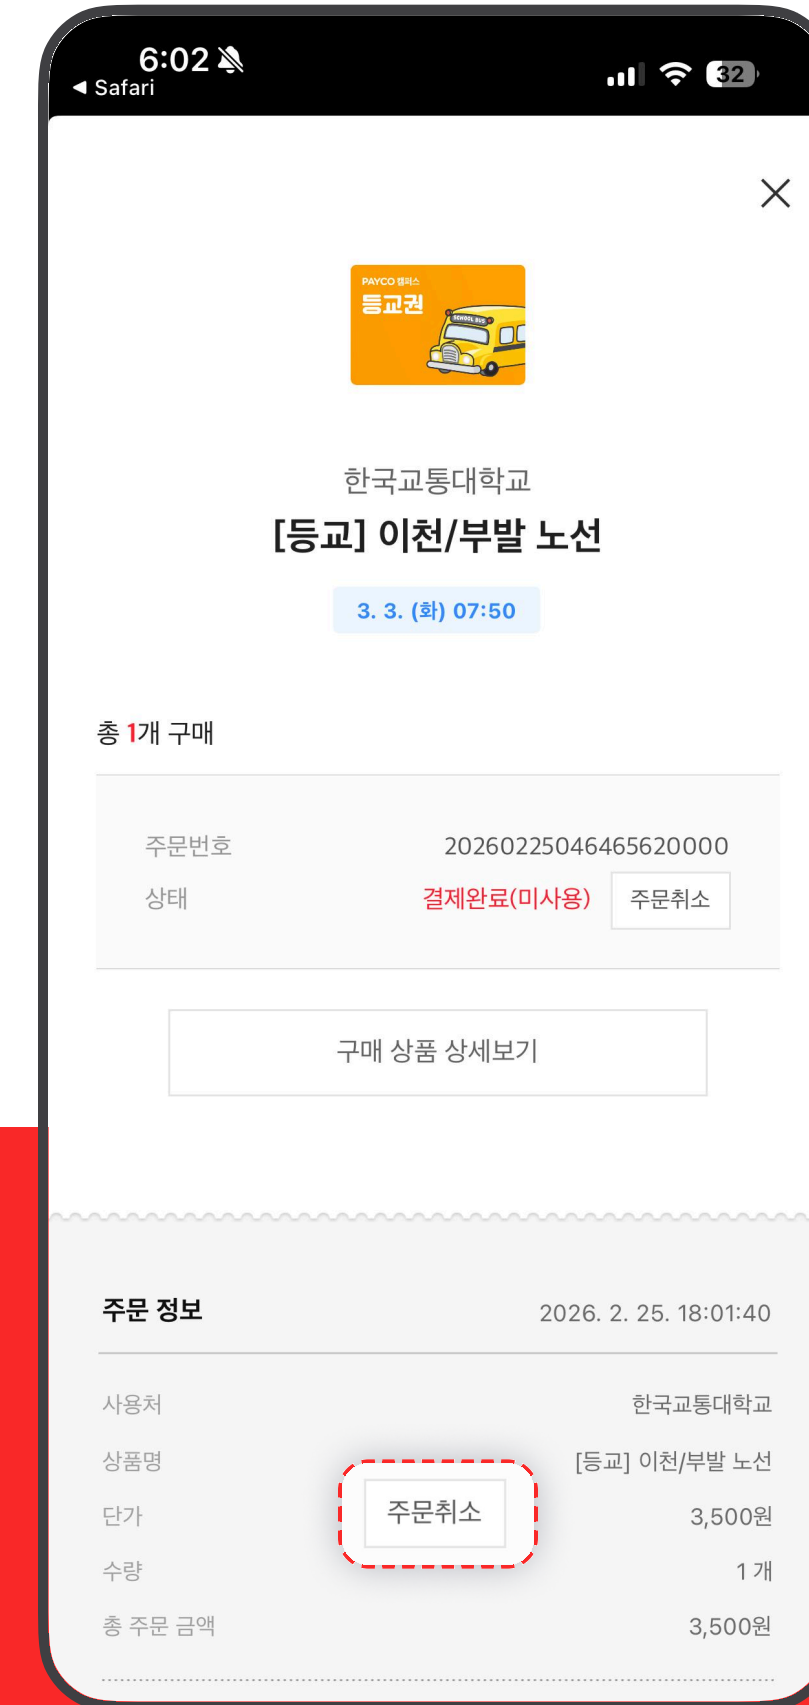 6:02
◀ Safari
32
PAYCO 캠퍼스
등교권
SCHOOL BUS
한국교통대학교
[등교] 이천/부발 노선
3. 3. (화) 07:50
총 1개 구매
주문번호 20260225046465620000
상태 결제완료(미사용) 주문취소
구매 상품 상세보기
주문 정보 2026. 2. 25. 18:01:40
사용처 한국교통대학교
상품명 [등교] 이천/부발 노선
주문취소
단가 3,500원
수량 1 개
총 주문 금액 3,500원